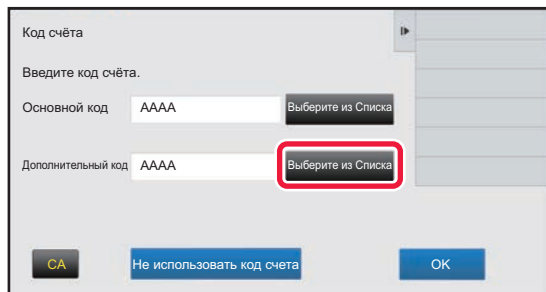 Код счёта
Введите код счёта.
Основной код AAAA Выберите из Списка
Дополнительный код AAAA Выберите из Списка
CA Не использовать код счета OK